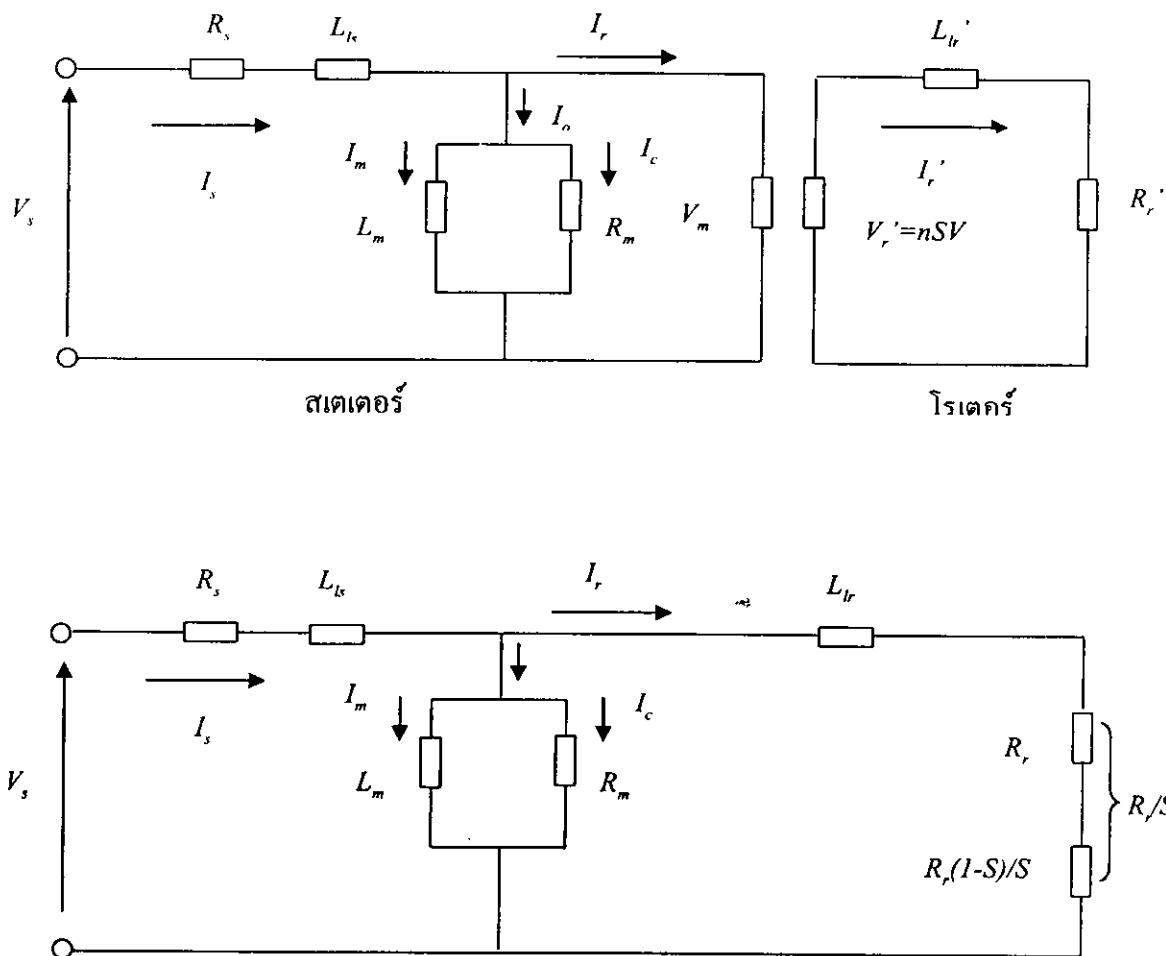 R_s L_ls I_r L_lr'
I_o
I_m I_c
I_s I_r'
V_s L_m R_m V_m V_r'=nSV R_r'
สเตเตอร์ โรเตอร์
R_s L_ls I_r L_lr
I_m I_c
I_s R_r
V_s L_m R_m R_r/S
R_r(1-S)/S